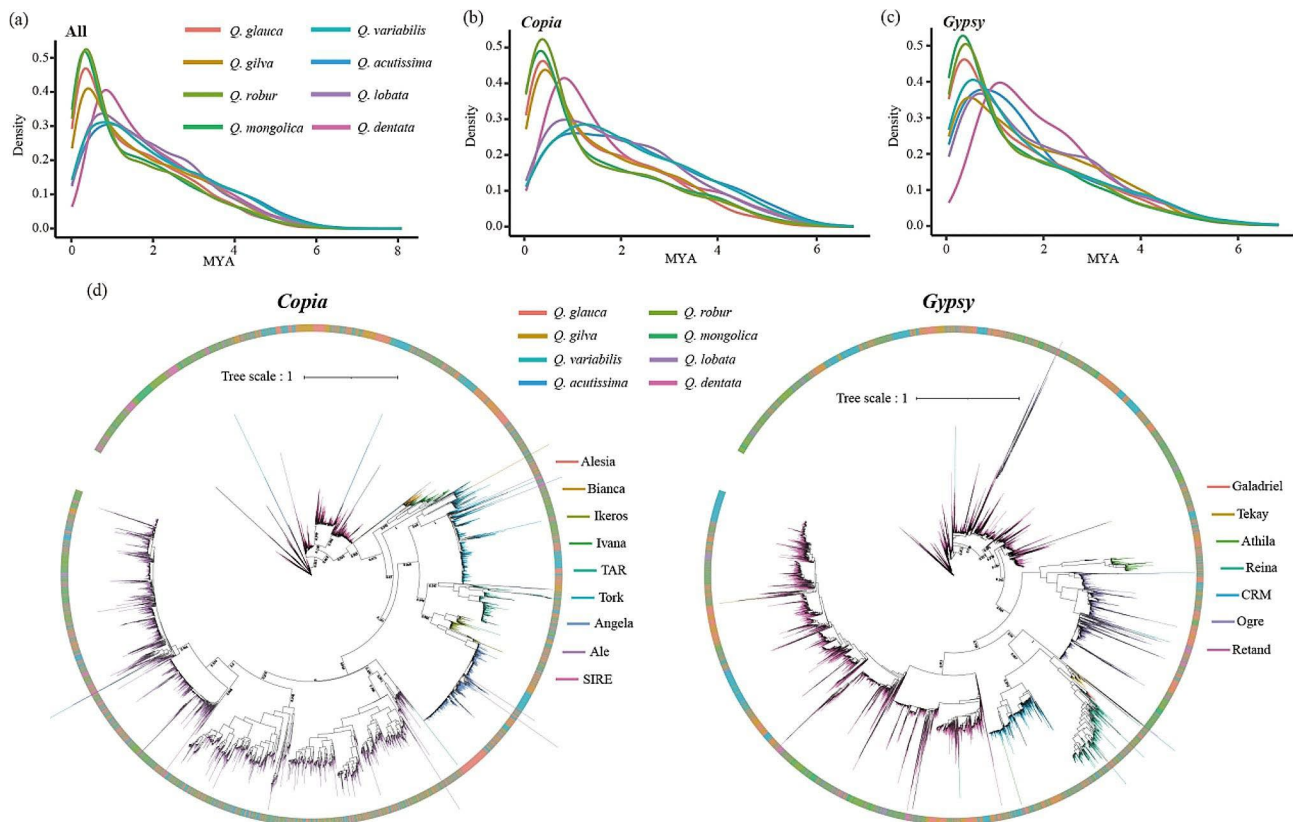 (a)
All
Q. glauca
Q. variabilis
Q. gilva
Q. acutissima
Q. robur
Q. lobata
Q. mongolica
Q. dentata
Density
0.5
0.4
0.3
0.2
0.1
0.0
0 2 4 6 8
MYA
(b)
Copia
Density
0.5
0.4
0.3
0.2
0.1
0.0
0 2 4 6
MYA
(c)
Gypsy
Density
0.5
0.4
0.3
0.2
0.1
0.0
0 2 4 6
MYA
(d)
Copia
Tree scale : 1
Q. glauca
Q. robur
Q. gilva
Q. mongolica
Q. variabilis
Q. lobata
Q. acutissima
Q. dentata
Alesia
Bianca
Ikeros
Ivana
TAR
Tork
Angela
Ale
SIRE
Gypsy
Tree scale : 1
Galadriel
Tekay
Athila
Reina
CRM
Ogre
Retand